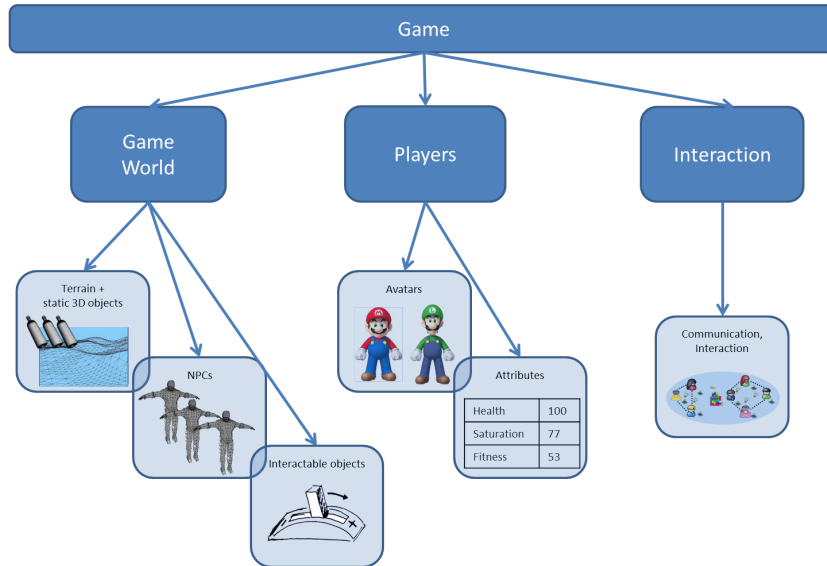 Game
Game
World
Players
Interaction
Terrain +
static 3D objects
NPCs
Interactable objects
Avatars
Attributes
Health 100
Saturation 77
Fitness 53
Communication,
Interaction